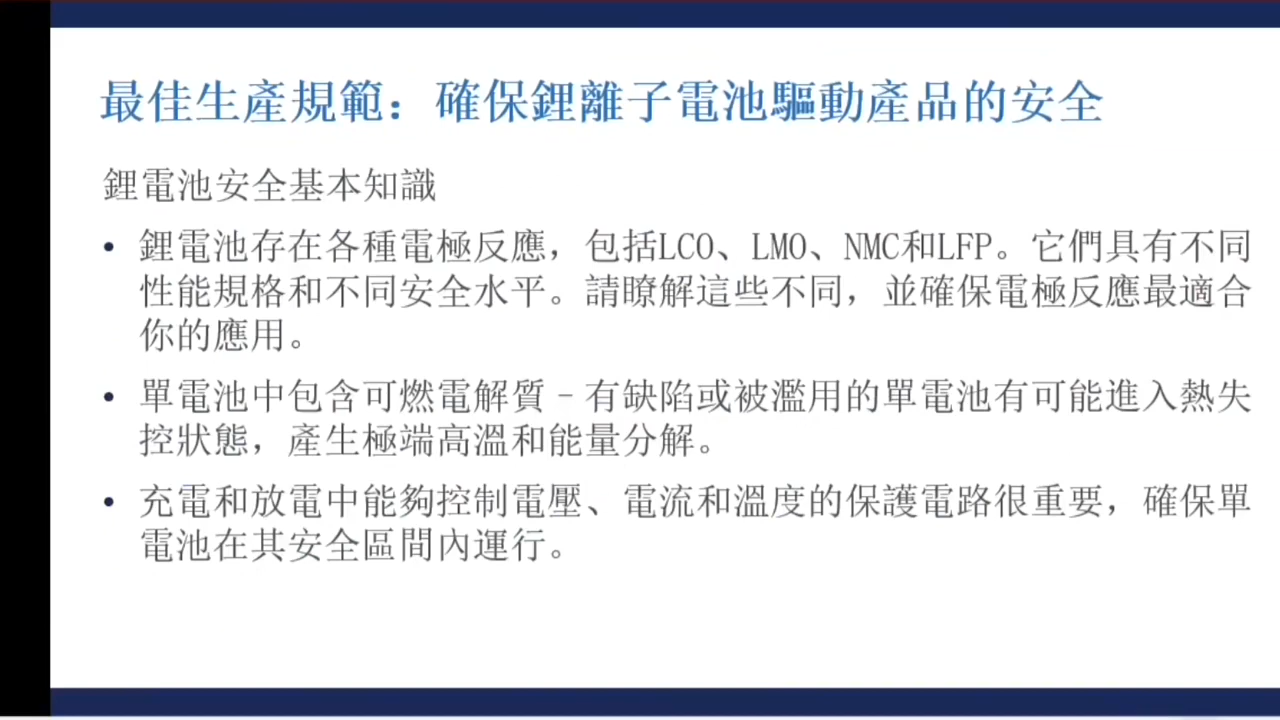 最佳生產規範：確保鋰離子電池驅動產品的安全
鋰電池安全基本知識
• 鋰電池存在各種電極反應，包括LCO、LMO、NMC和LFP。它們具有不同
性能規格和不同安全水平。請瞭解這些不同，並確保電極反應最適合
你的應用。
• 單電池中包含可燃電解質–有缺陷或被濫用的單電池有可能進入熱失
控狀態，產生極端高溫和能量分解。
• 充電和放電中能夠控制電壓、電流和溫度的保護電路很重要，確保單
電池在其安全區間內運行。